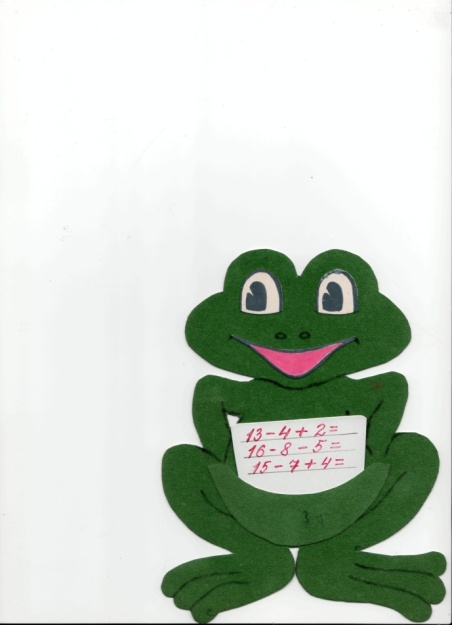 13-4+2=
16-8-5=
15-7+4=